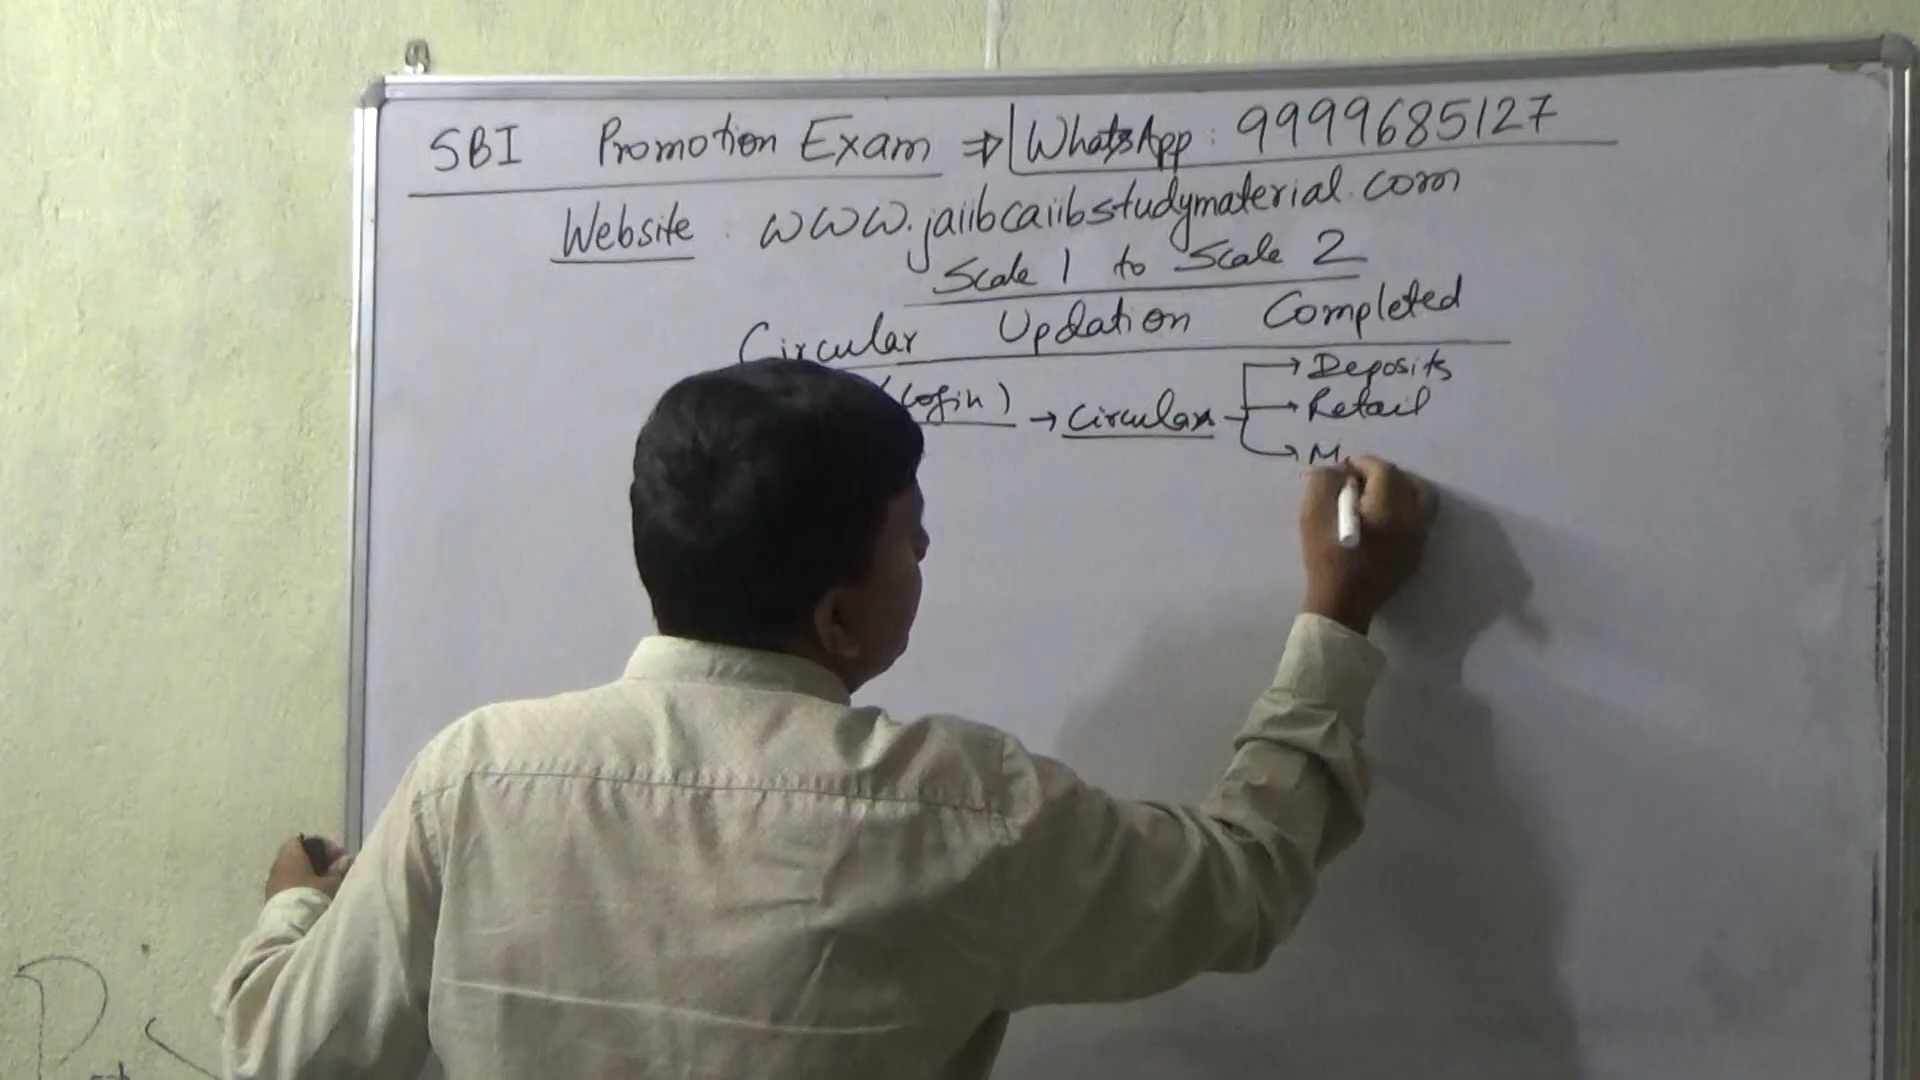 SBI Promotion Exam ⇒ WhatsApp : 9999685127
Website : www.jaiibcaiibstudymaterial.com
Scale 1 to Scale 2
Circular Updation Completed
(Login) → Circular → Deposits
→ Retail
→ M